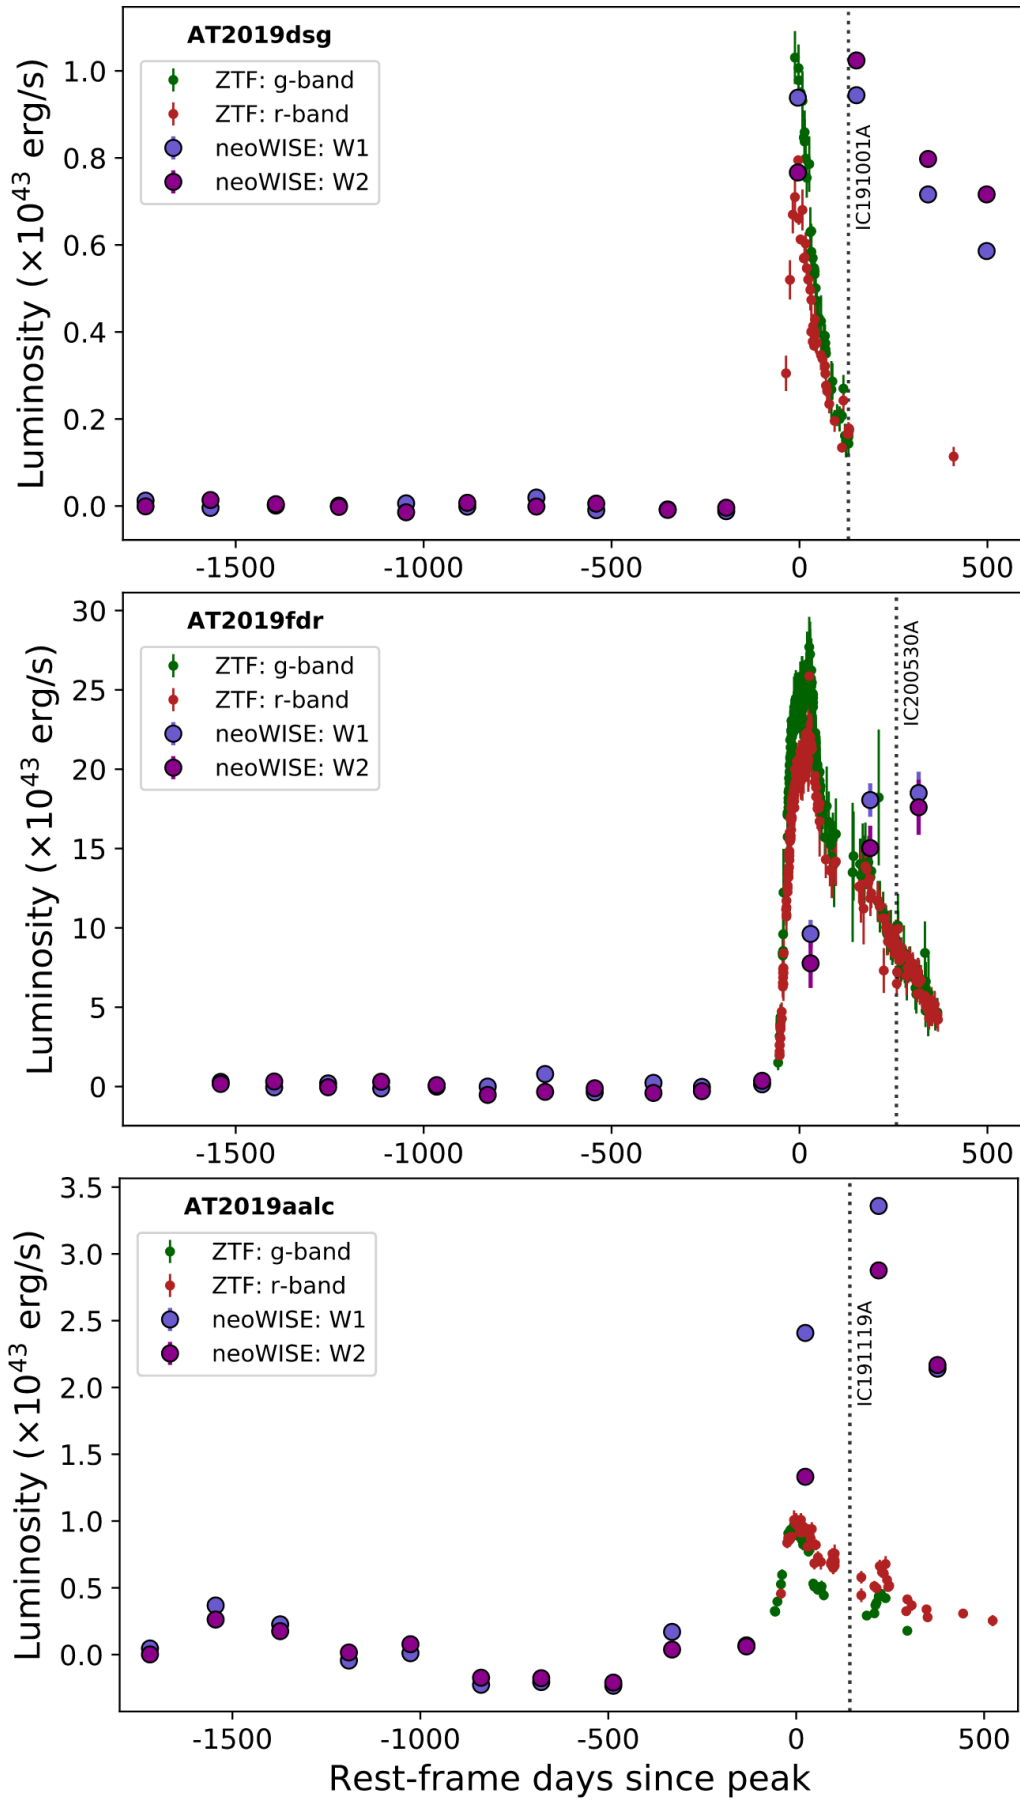 AT2019dsg
ZTF: g-band
ZTF: r-band
neoWISE: W1
neoWISE: W2
IC191001A
Luminosity (×10^43 erg/s)
1.0
0.8
0.6
0.4
0.2
0.0
-1500
-1000
-500
0
500
AT2019fdr
ZTF: g-band
ZTF: r-band
neoWISE: W1
neoWISE: W2
IC200530A
Luminosity (×10^43 erg/s)
30
25
20
15
10
5
0
-1500
-1000
-500
0
500
AT2019aalc
ZTF: g-band
ZTF: r-band
neoWISE: W1
neoWISE: W2
IC191119A
Luminosity (×10^43 erg/s)
3.5
3.0
2.5
2.0
1.5
1.0
0.5
0.0
-1500
-1000
-500
0
500
Rest-frame days since peak